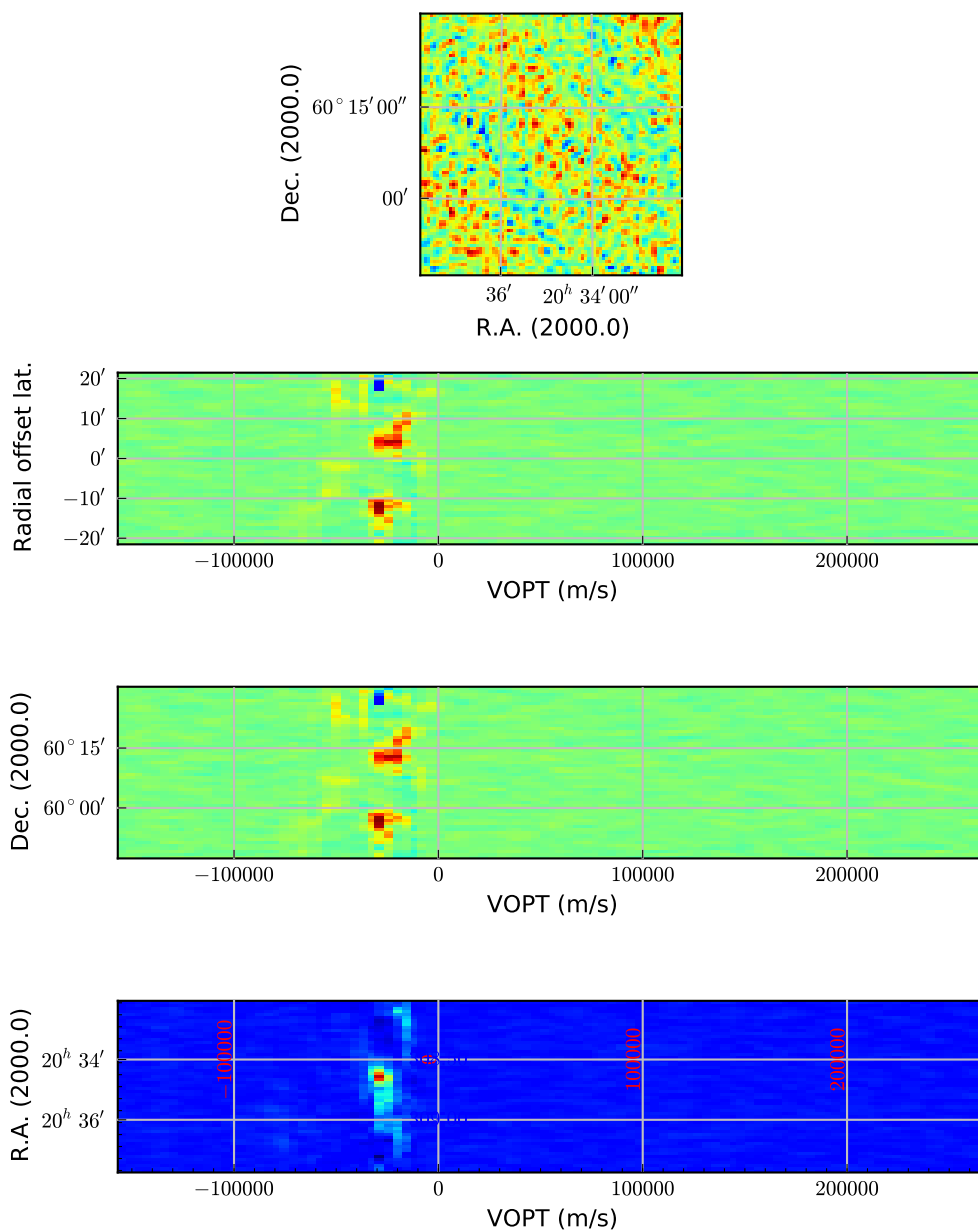 Dec. (2000.0)
60° 15′ 00″
00′
36′ 20ʰ 34′ 00″
R.A. (2000.0)
Radial offset lat.
20′
10′
0′
−10′
−20′
−100000 0 100000 200000
VOPT (m/s)
Dec. (2000.0)
60° 15′
60° 00′
−100000 0 100000 200000
VOPT (m/s)
R.A. (2000.0)
20ʰ 34′
20ʰ 36′
−100000 100000 200000
−100000 0 100000 200000
VOPT (m/s)